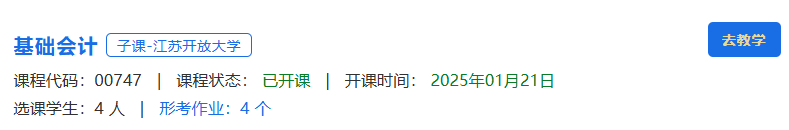 基础会计 子课-江苏开放大学 去教学
课程代码：00747 | 课程状态： 已开课 | 开课时间： 2025年01月21日
选课学生：4 人 | 形考作业：4 个